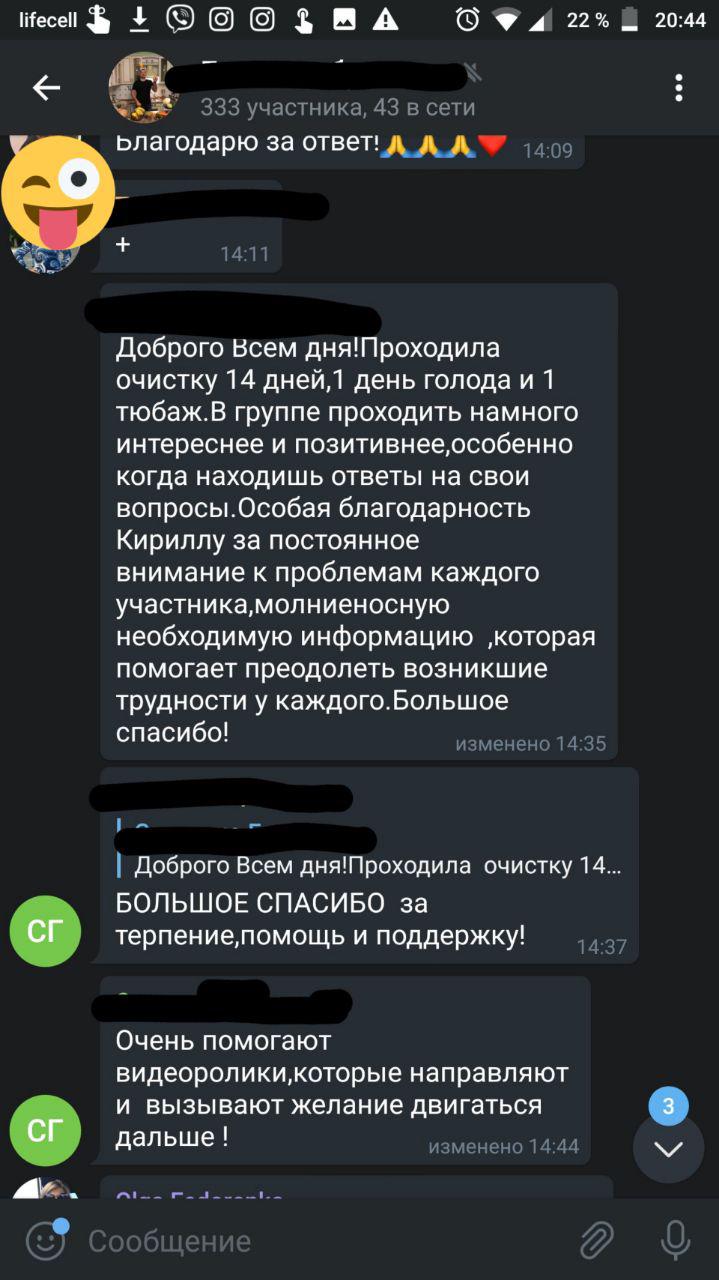 lifecell
22 %
20:44
333 участника, 43 в сети
Благодарю за ответ!🙏🙏🙏❤️
14:09
+
14:11
Доброго Всем дня!Проходила
очистку 14 дней,1 день голода и 1
тюбаж.В группе проходить намного
интереснее и позитивнее,особенно
когда находишь ответы на свои
вопросы.Особая благодарность
Кириллу за постоянное
внимание к проблемам каждого
участника,молниеносную
необходимую информацию ,которая
помогает преодолеть возникшие
трудности у каждого.Большое
спасибо!
изменено 14:35
Доброго Всем дня!Проходила очистку 14...
БОЛЬШОЕ СПАСИБО за
терпение,помощь и поддержку!
14:37
СГ
Очень помогают
видеоролики,которые направляют
и вызывают желание двигаться
дальше !
изменено 14:44
СГ
3
Сообщение